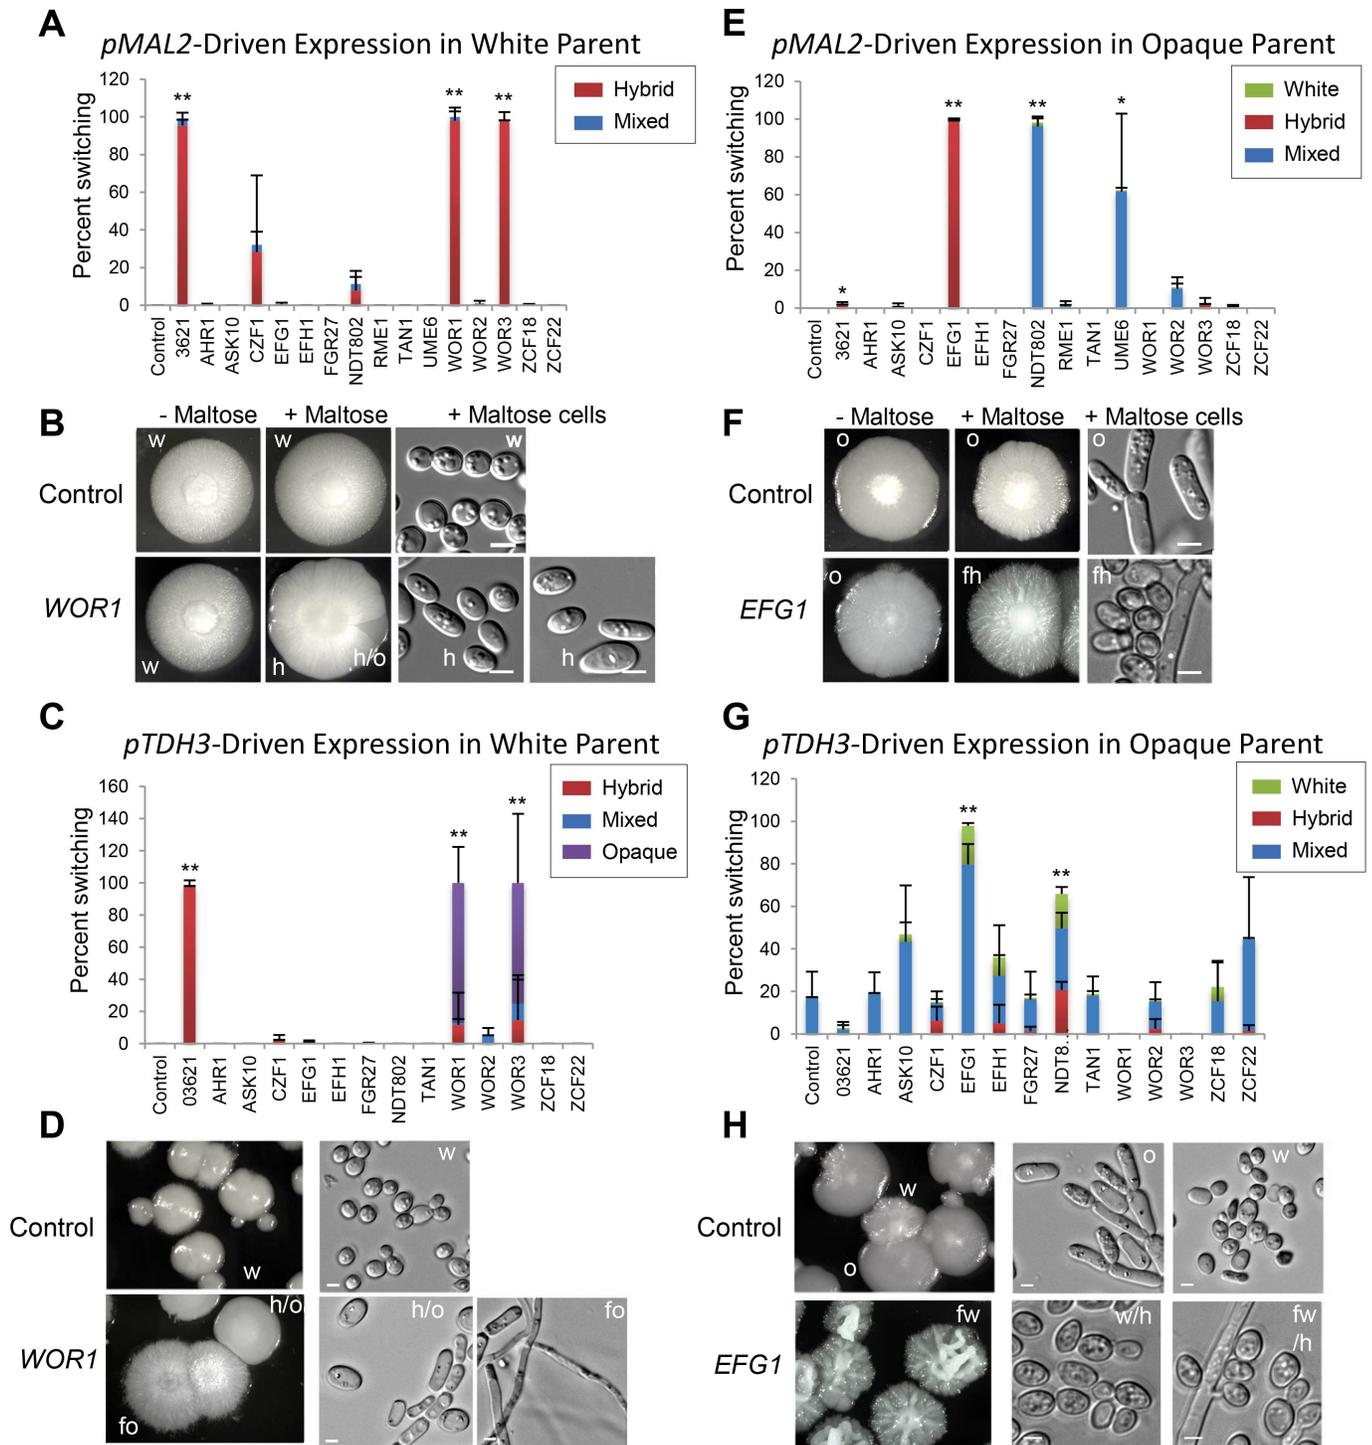 A
pMAL2-Driven Expression in White Parent
Percent switching
120
100
80
60
40
20
0
**
**
**
Hybrid
Mixed
Control
3621
AHR1
ASK10
CZF1
EFG1
EFH1
FGR27
NDT802
RME1
TAN1
UME6
WOR1
WOR2
WOR3
ZCF18
ZCF22
B
- Maltose
+ Maltose
+ Maltose cells
Control
w
w
w
WOR1
w
h
h/o
h
h
C
pTDH3-Driven Expression in White Parent
Percent switching
160
140
120
100
80
60
40
20
0
**
**
**
Hybrid
Mixed
Opaque
Control
03621
AHR1
ASK10
CZF1
EFG1
EFH1
FGR27
NDT802
TAN1
WOR1
WOR2
WOR3
ZCF18
ZCF22
D
Control
w
w
WOR1
h/o
fo
h/o
fo
E
pMAL2-Driven Expression in Opaque Parent
Percent switching
120
100
80
60
40
20
0
*
**
**
*
White
Hybrid
Mixed
Control
3621
AHR1
ASK10
CZF1
EFG1
EFH1
FGR27
NDT802
RME1
TAN1
UME6
WOR1
WOR2
WOR3
ZCF18
ZCF22
F
- Maltose
+ Maltose
+ Maltose cells
Control
o
o
o
EFG1
o
fh
fh
G
pTDH3-Driven Expression in Opaque Parent
Percent switching
120
100
80
60
40
20
0
**
**
White
Hybrid
Mixed
Control
03621
AHR1
ASK10
CZF1
EFG1
EFH1
FGR27
NDT8..
TAN1
WOR1
WOR2
WOR3
ZCF18
ZCF22
H
Control
w
o
o
w
EFG1
fw
w/h
fw
/h